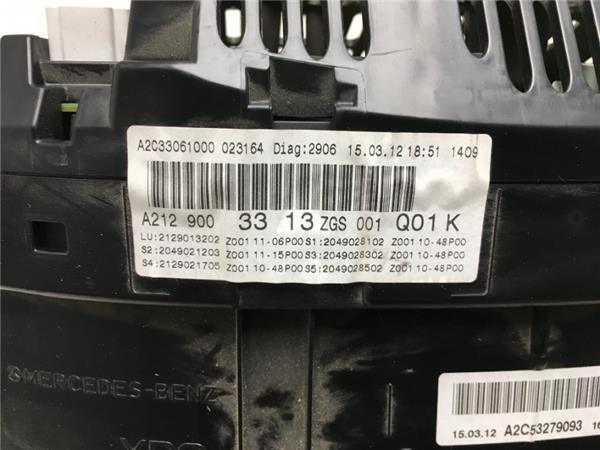 A2C33061000 023164 Diag:2906 15.03.12 18:51 1409
A212 900 33 13 ZGS 001 Q01 K
LU:2129013202 Z001 11-06P00 S1:2049028102 Z001 10-48P00
S2:2049021203 Z001 11-15P00 S3:2049028302 Z001 10-48P00
S4:2129021705 Z001 10-48P00 S5:2049028502 Z001 10-48P00
MERCEDES-BENZ
15.03.12 A2C53279093